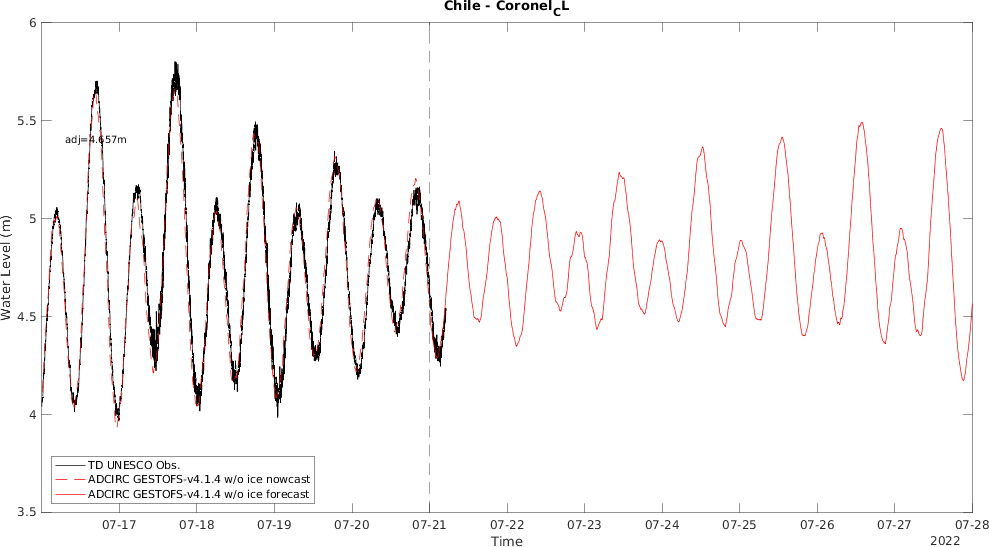 Chile - Coronel_CL
6
5.5
5
4.5
4
3.5
Water Level (m)
adj=4.657m
TD UNESCO Obs.
ADCIRC GESTOFS-v4.1.4 w/o ice nowcast
ADCIRC GESTOFS-v4.1.4 w/o ice forecast
07-17 07-18 07-19 07-20 07-21 07-22 07-23 07-24 07-25 07-26 07-27 07-28
Time
2022